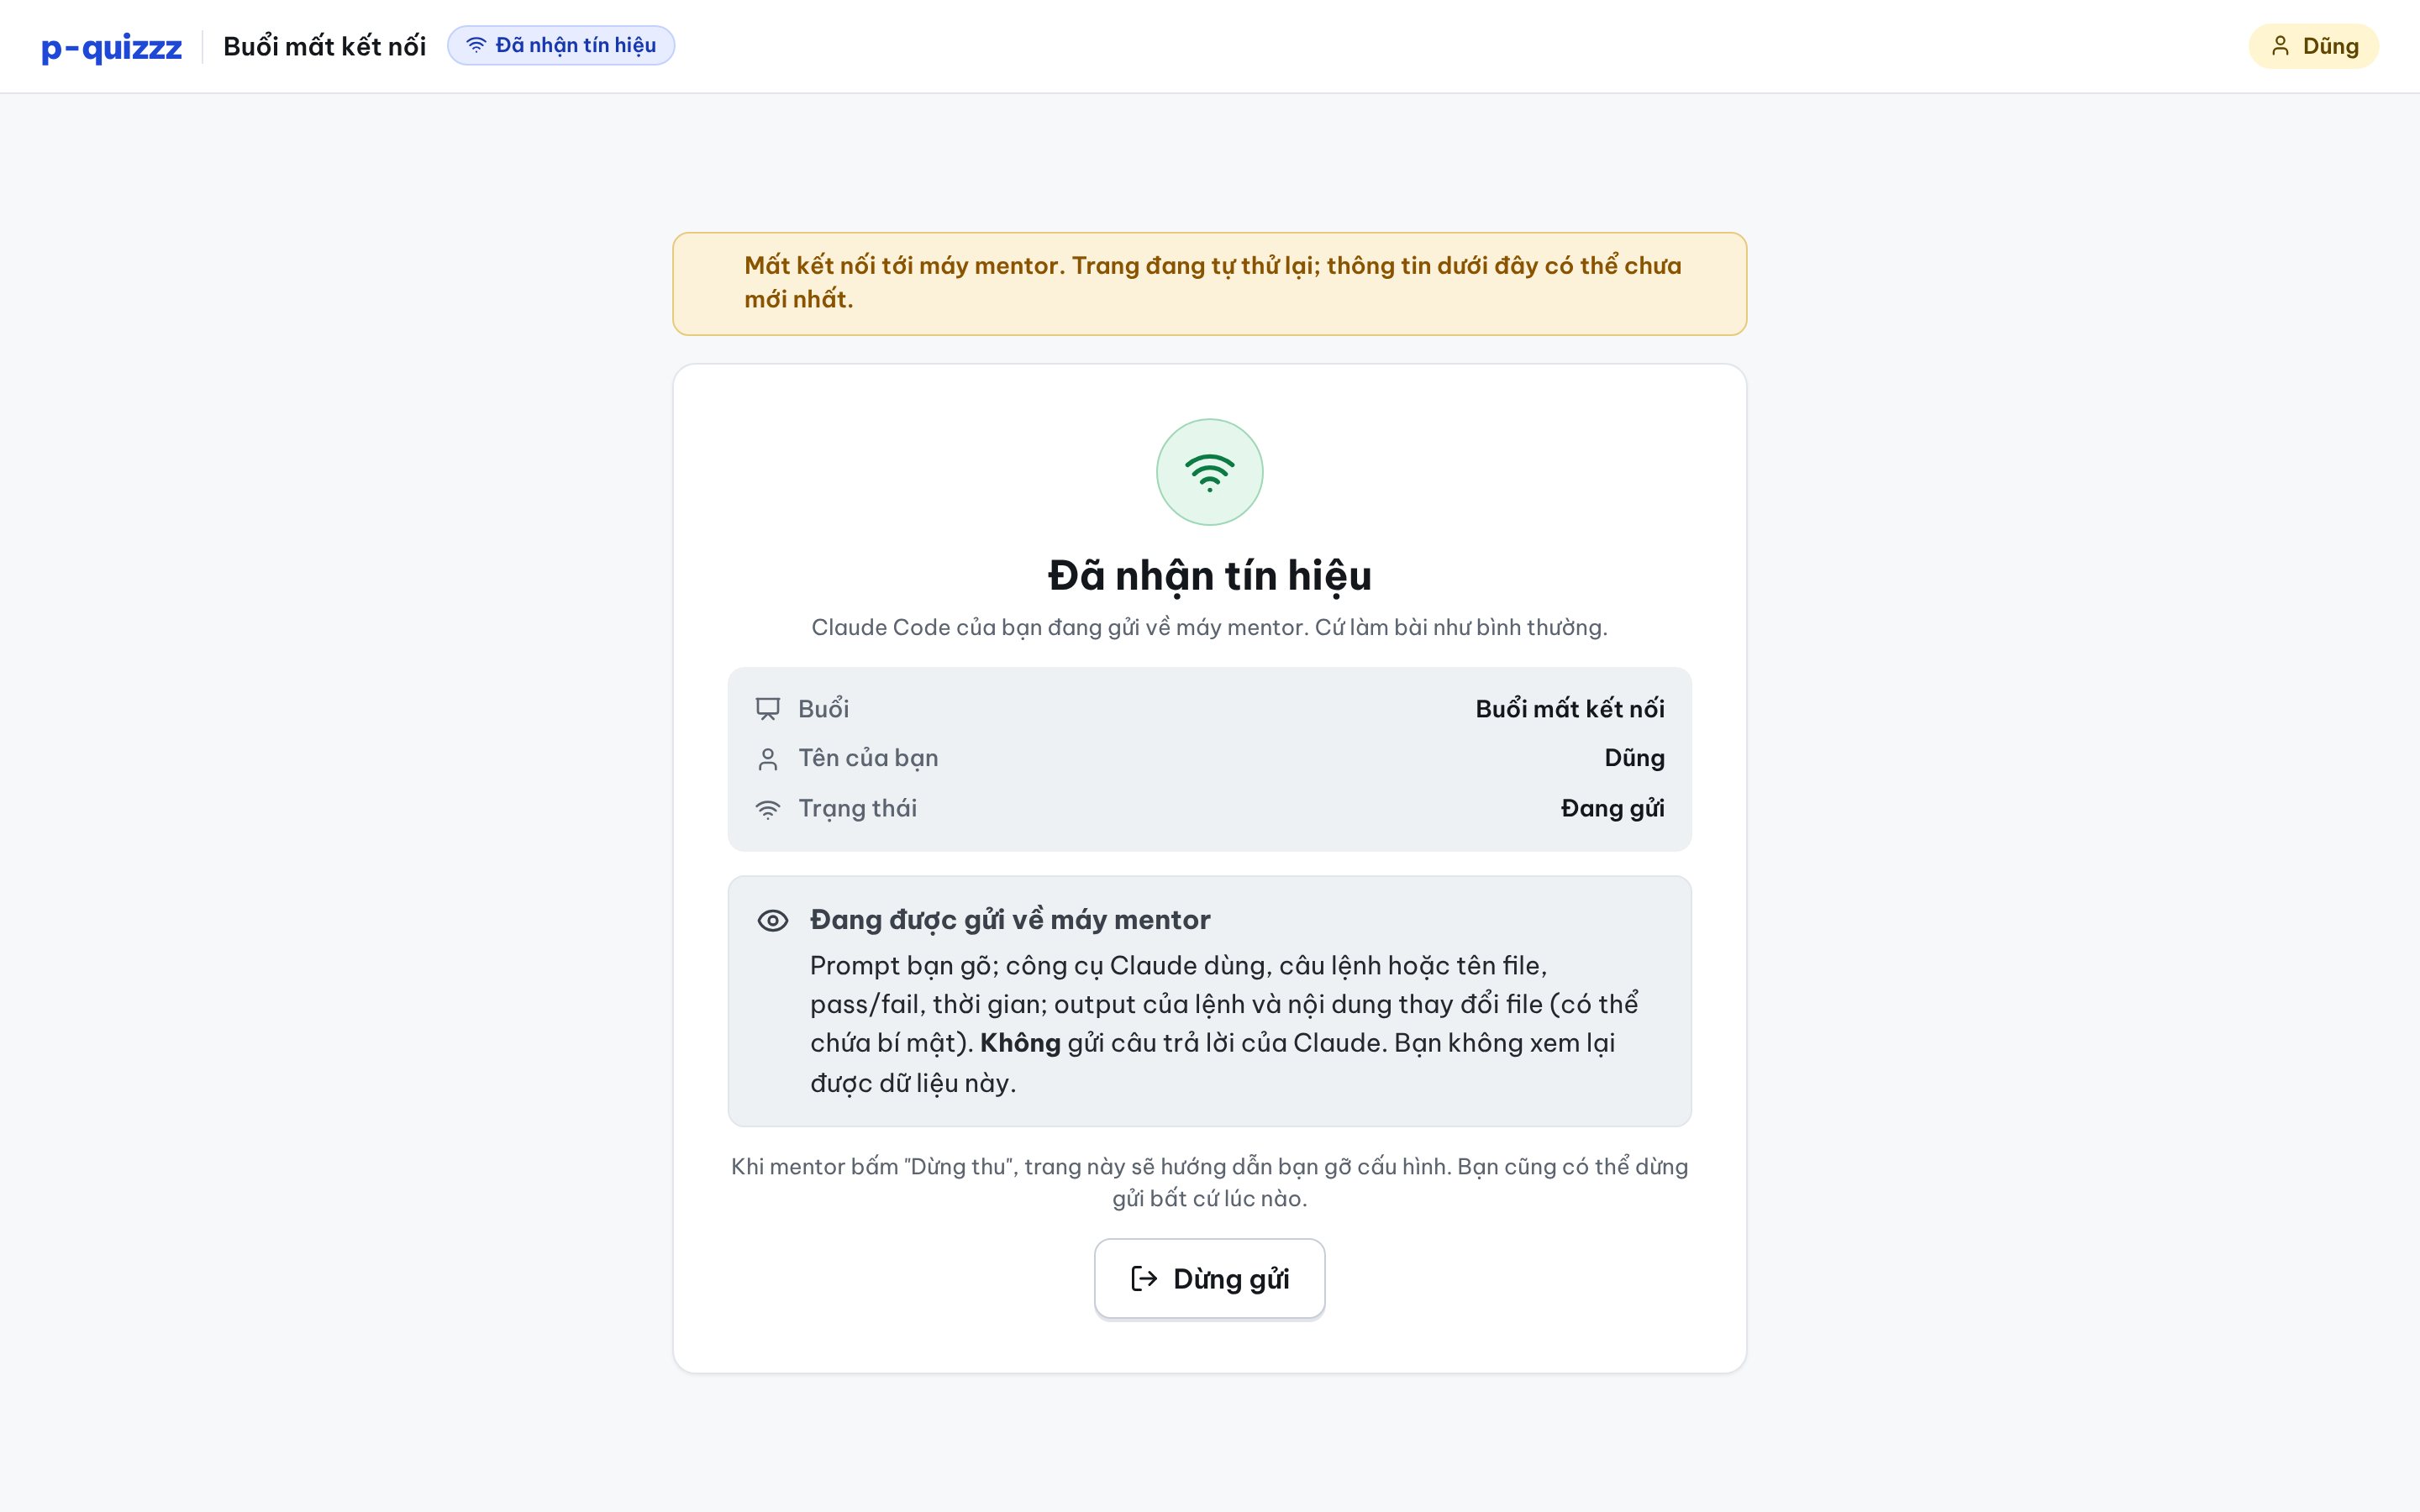 p-quizzz
Buổi mất kết nối
Đã nhận tín hiệu
Dũng
Mất kết nối tới máy mentor. Trang đang tự thử lại; thông tin dưới đây có thể chưa
mới nhất.
Đã nhận tín hiệu
Claude Code của bạn đang gửi về máy mentor. Cứ làm bài như bình thường.
Buổi
Buổi mất kết nối
Tên của bạn
Dũng
Trạng thái
Đang gửi
Đang được gửi về máy mentor
Prompt bạn gõ; công cụ Claude dùng, câu lệnh hoặc tên file,
pass/fail, thời gian; output của lệnh và nội dung thay đổi file (có thể
chứa bí mật). Không gửi câu trả lời của Claude. Bạn không xem lại
được dữ liệu này.
Khi mentor bấm "Dừng thu", trang này sẽ hướng dẫn bạn gỡ cấu hình. Bạn cũng có thể dừng
gửi bất cứ lúc nào.
Dừng gửi